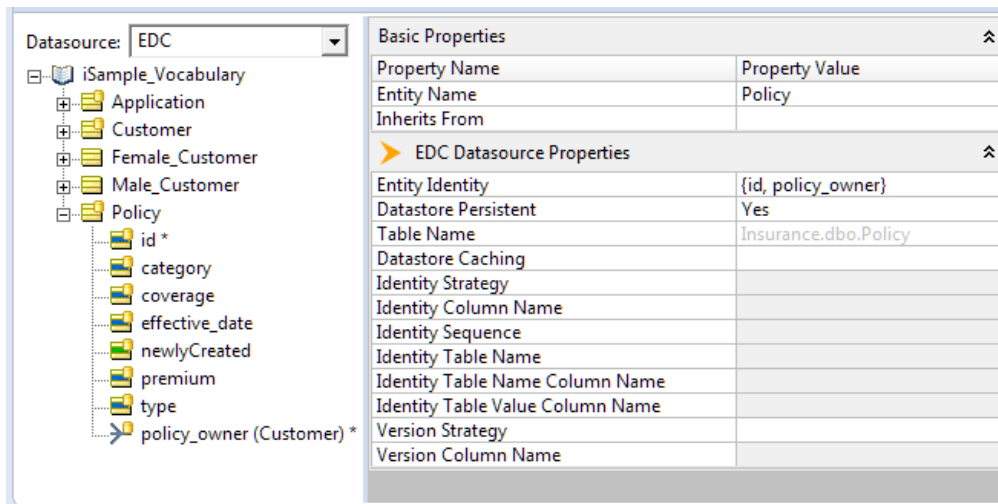 Datasource: EDC
iSample_Vocabulary
Application
Customer
Female_Customer
Male_Customer
Policy
id *
category
coverage
effective_date
newlyCreated
premium
type
policy_owner (Customer) *
Basic Properties
Property Name Property Value
Entity Name Policy
Inherits From
EDC Datasource Properties
Entity Identity {id, policy_owner}
Datastore Persistent Yes
Table Name Insurance.dbo.Policy
Datastore Caching
Identity Strategy
Identity Column Name
Identity Sequence
Identity Table Name
Identity Table Name Column Name
Identity Table Value Column Name
Version Strategy
Version Column Name